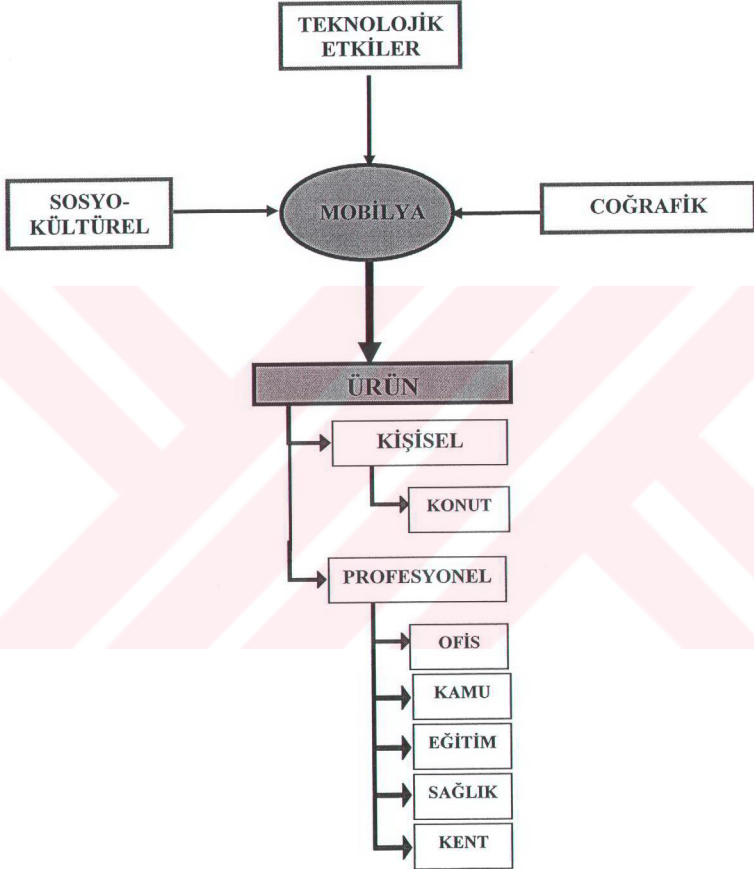 TEKNOLOJİK
ETKİLER
SOSYO-
KÜLTÜREL
MOBİLYA
COĞRAFİK
ÜRÜN
KİŞİSEL
KONUT
PROFESYONEL
OFİS
KAMU
EĞİTİM
SAĞLIK
KENT